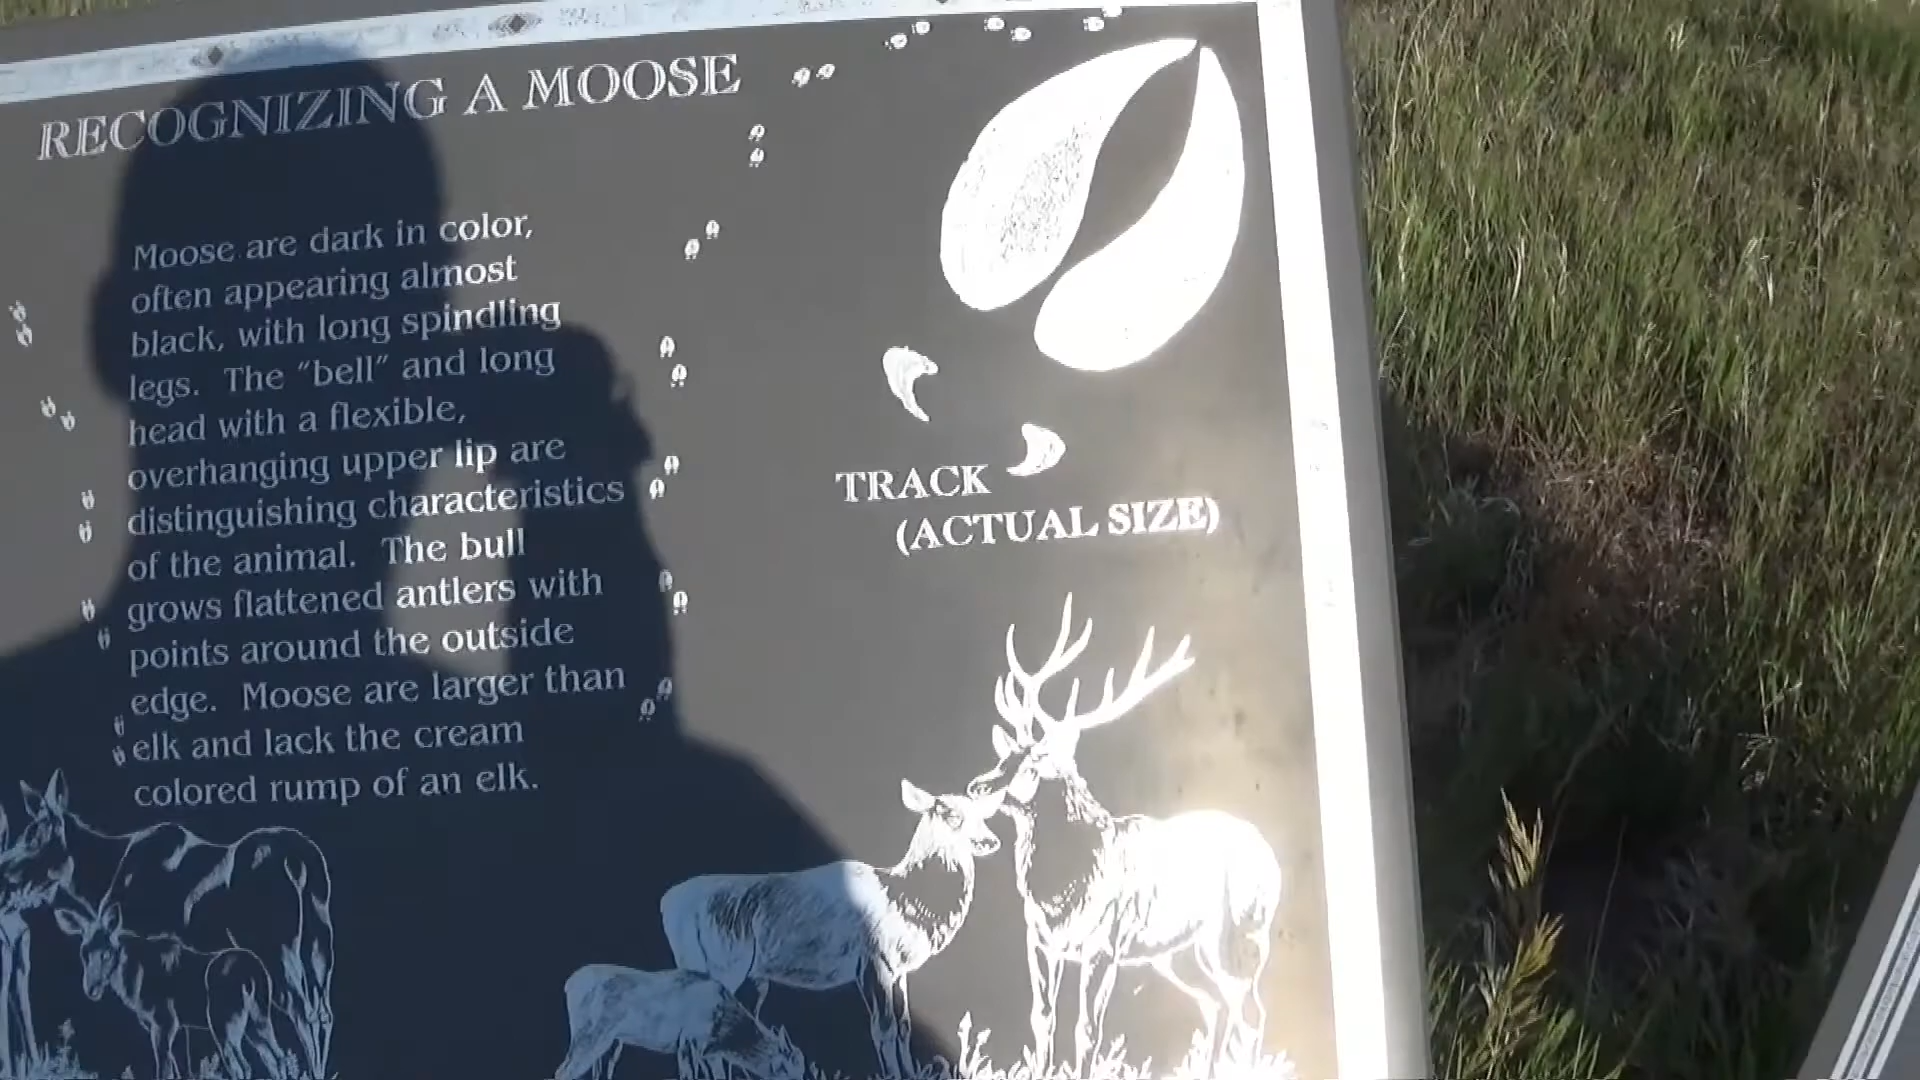 RECOGNIZING A MOOSE
Moose are dark in color,
often appearing almost
black, with long spindling
legs. The "bell" and long
head with a flexible,
overhanging upper lip are
distinguishing characteristics
of the animal. The bull
grows flattened antlers with
points around the outside
edge. Moose are larger than
elk and lack the cream
colored rump of an elk.
TRACK
(ACTUAL SIZE)